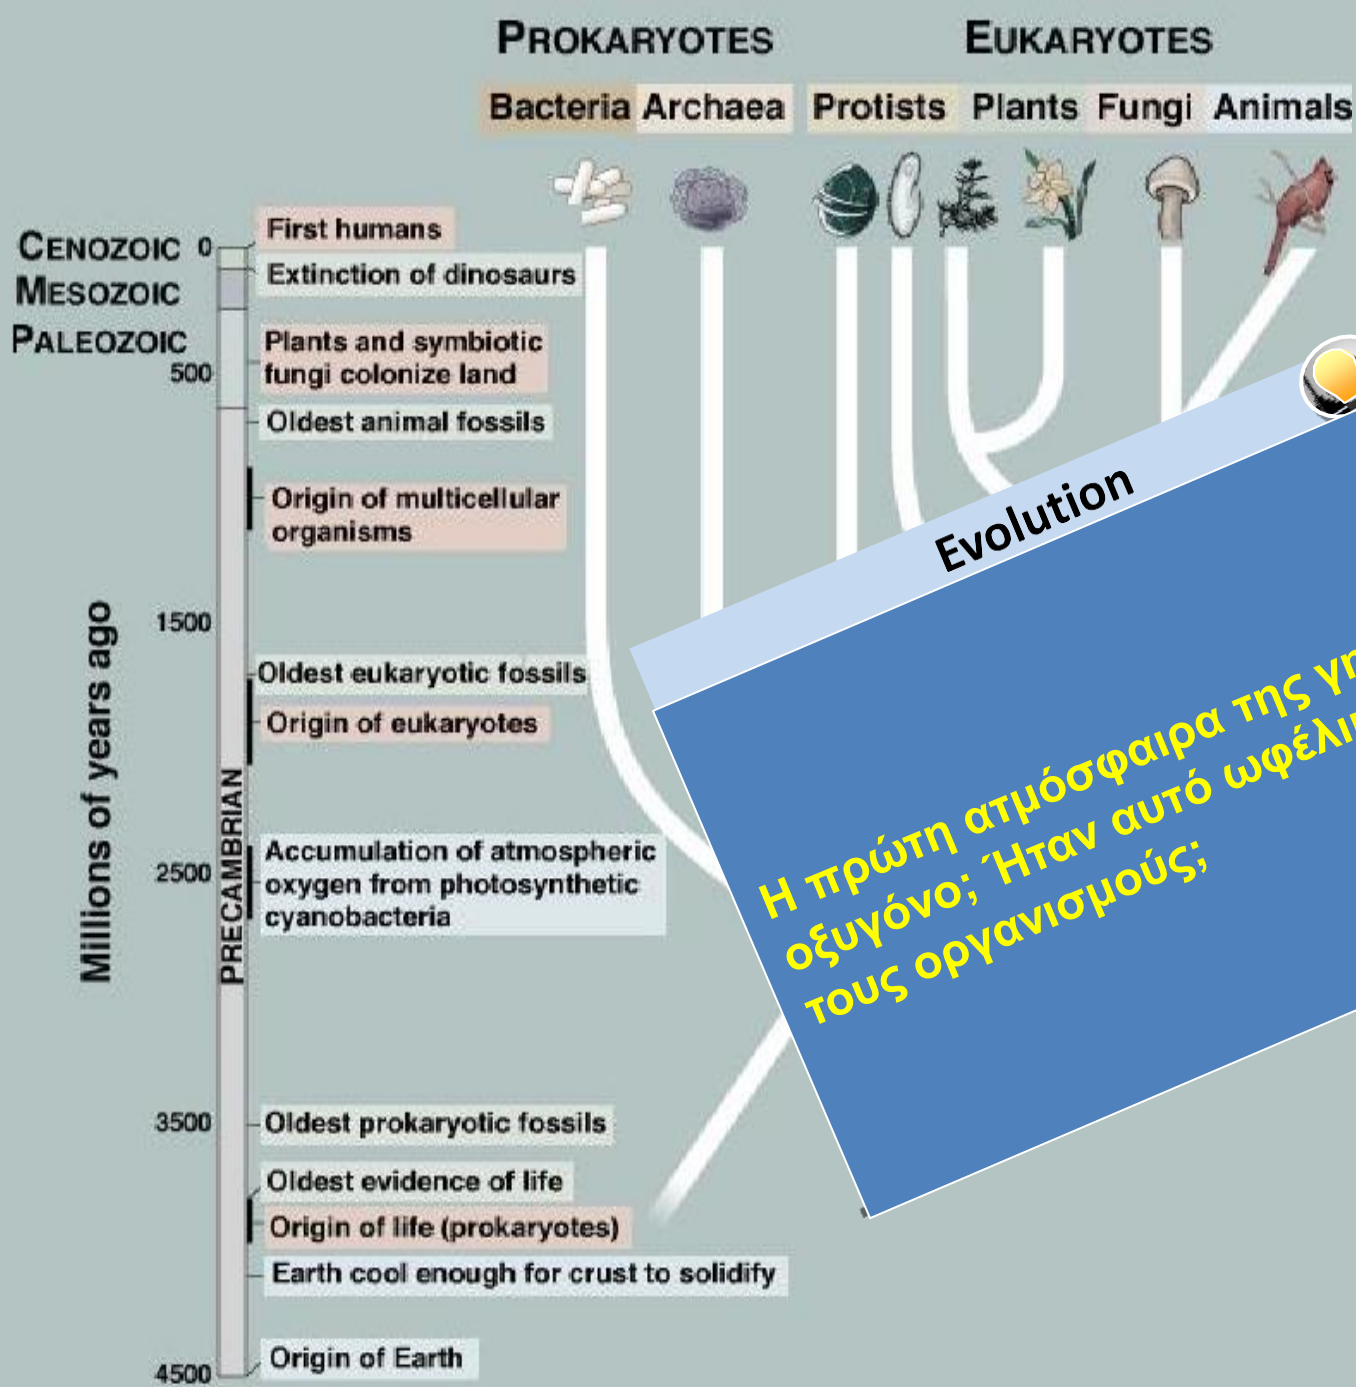 PROKARYOTES EUKARYOTES
Bacteria Archaea Protists Plants Fungi Animals
CENOZOIC 0
First humans
Extinction of dinosaurs
MESOZOIC
PALEOZOIC
Plants and symbiotic
fungi colonize land
500
Oldest animal fossils
Origin of multicellular
organisms
Evolution
1500
Oldest eukaryotic fossils
Origin of eukaryotes
Millions of years ago
PRECAMBRIAN
Η πρώτη ατμόσφαιρα της
οξυγόνο; Ήταν αυτό
τους οργανισμούς;
Accumulation of atmospheric
2500
oxygen from photosynthetic
cyanobacteria
3500
Oldest prokaryotic fossils
Oldest evidence of life
Origin of life (prokaryotes)
Earth cool enough for crust to solidify
Origin of Earth
4500